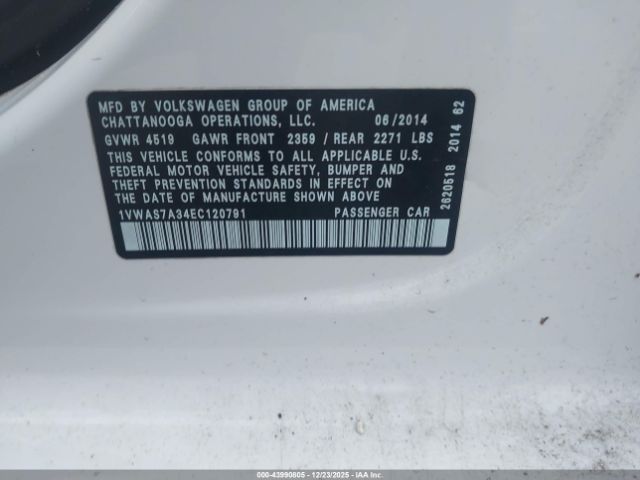 MFD BY VOLKSWAGEN GROUP OF AMERICA
CHATTANOOGA OPERATIONS, LLC. 06/2014
GVWR 4519 GAWR FRONT 2359 / REAR 2271 LBS
THIS VEHICLE CONFORMS TO ALL APPLICABLE U.S.
FEDERAL MOTOR VEHICLE SAFETY, BUMPER AND
THEFT PREVENTION STANDARDS IN EFFECT ON
THE DATE OF MANUFACTURE SHOWN ABOVE
1VWAS7A34EC120791 PASSENGER CAR
2620518 2014 62
000-43990805 - 12/23/2025 - IAAI.com